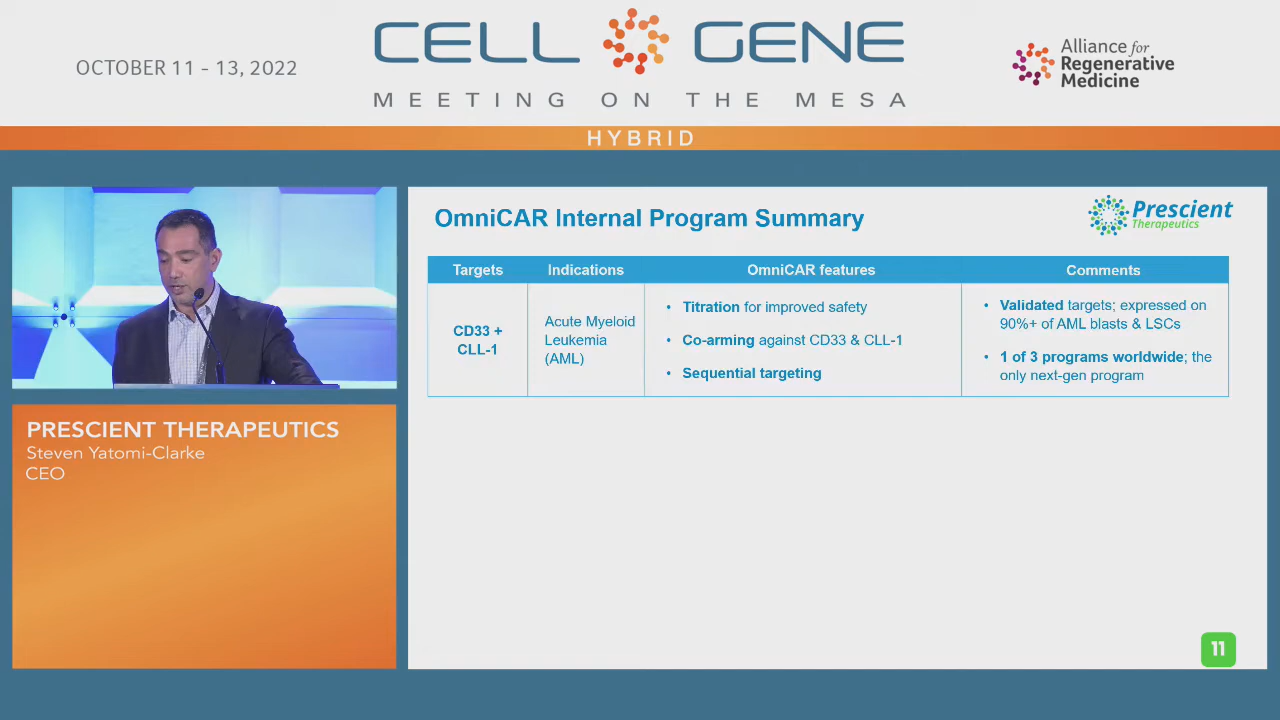 OCTOBER 11 - 13, 2022
CELL GENE
MEETING ON THE MESA
Alliance for
Regenerative
Medicine
HYBRID
PRESCIENT THERAPEUTICS
Steven Yatomi-Clarke
CEO
OmniCAR Internal Program Summary
Prescient
Therapeutics
Targets
Indications
OmniCAR features
Comments
CD33 +
CLL-1
Acute Myeloid
Leukemia
(AML)
• Titration for improved safety
• Co-arming against CD33 & CLL-1
• Sequential targeting
• Validated targets; expressed on
90%+ of AML blasts & LSCs
• 1 of 3 programs worldwide; the
only next-gen program
11